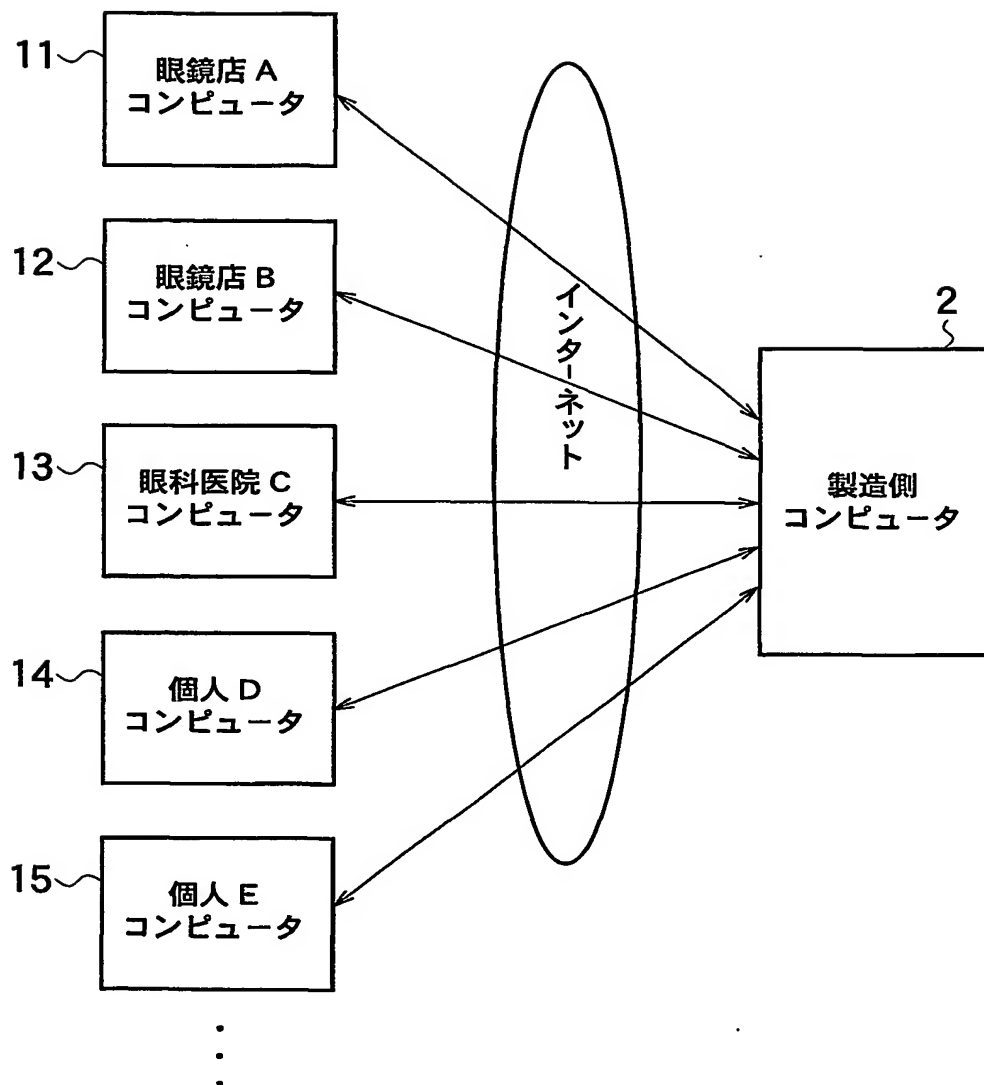 11
眼鏡店 A
コンピュータ
12
眼鏡店 B
コンピュータ
13
眼科医院 C
コンピュータ
14
個人 D
コンピュータ
15
個人 E
コンピュータ
インターネット
2
製造側
コンピュータ